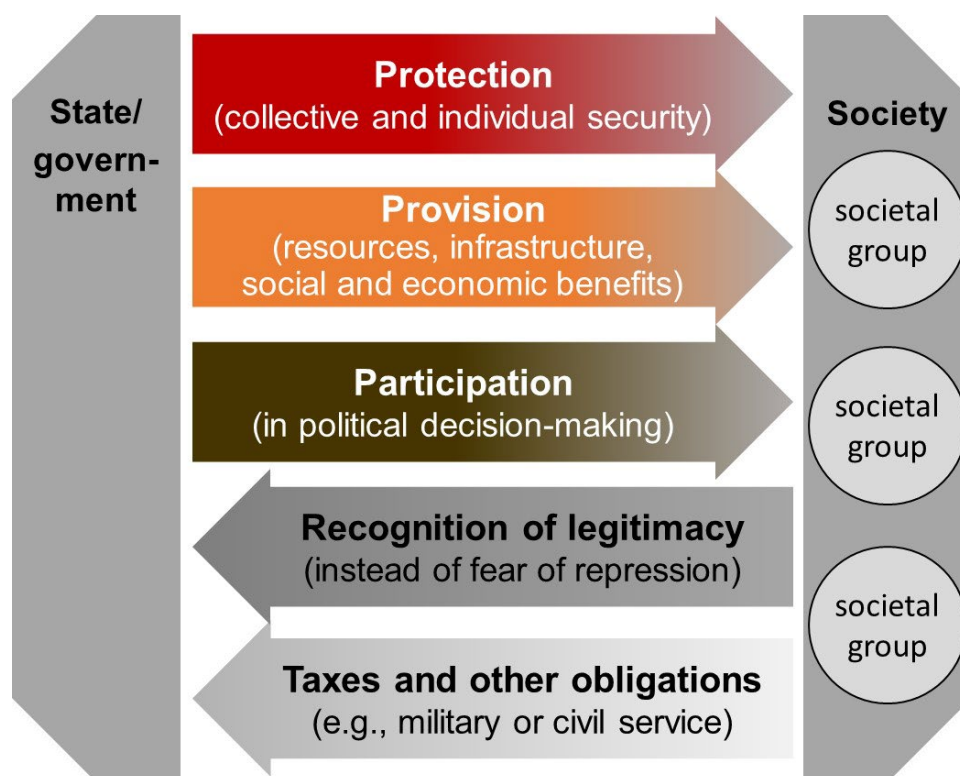 State/
govern-
ment
Protection
(collective and individual security)
Provision
(resources, infrastructure,
social and economic benefits)
Participation
(in political decision-making)
Recognition of legitimacy
(instead of fear of repression)
Taxes and other obligations
(e.g., military or civil service)
Society
societal
group
societal
group
societal
group